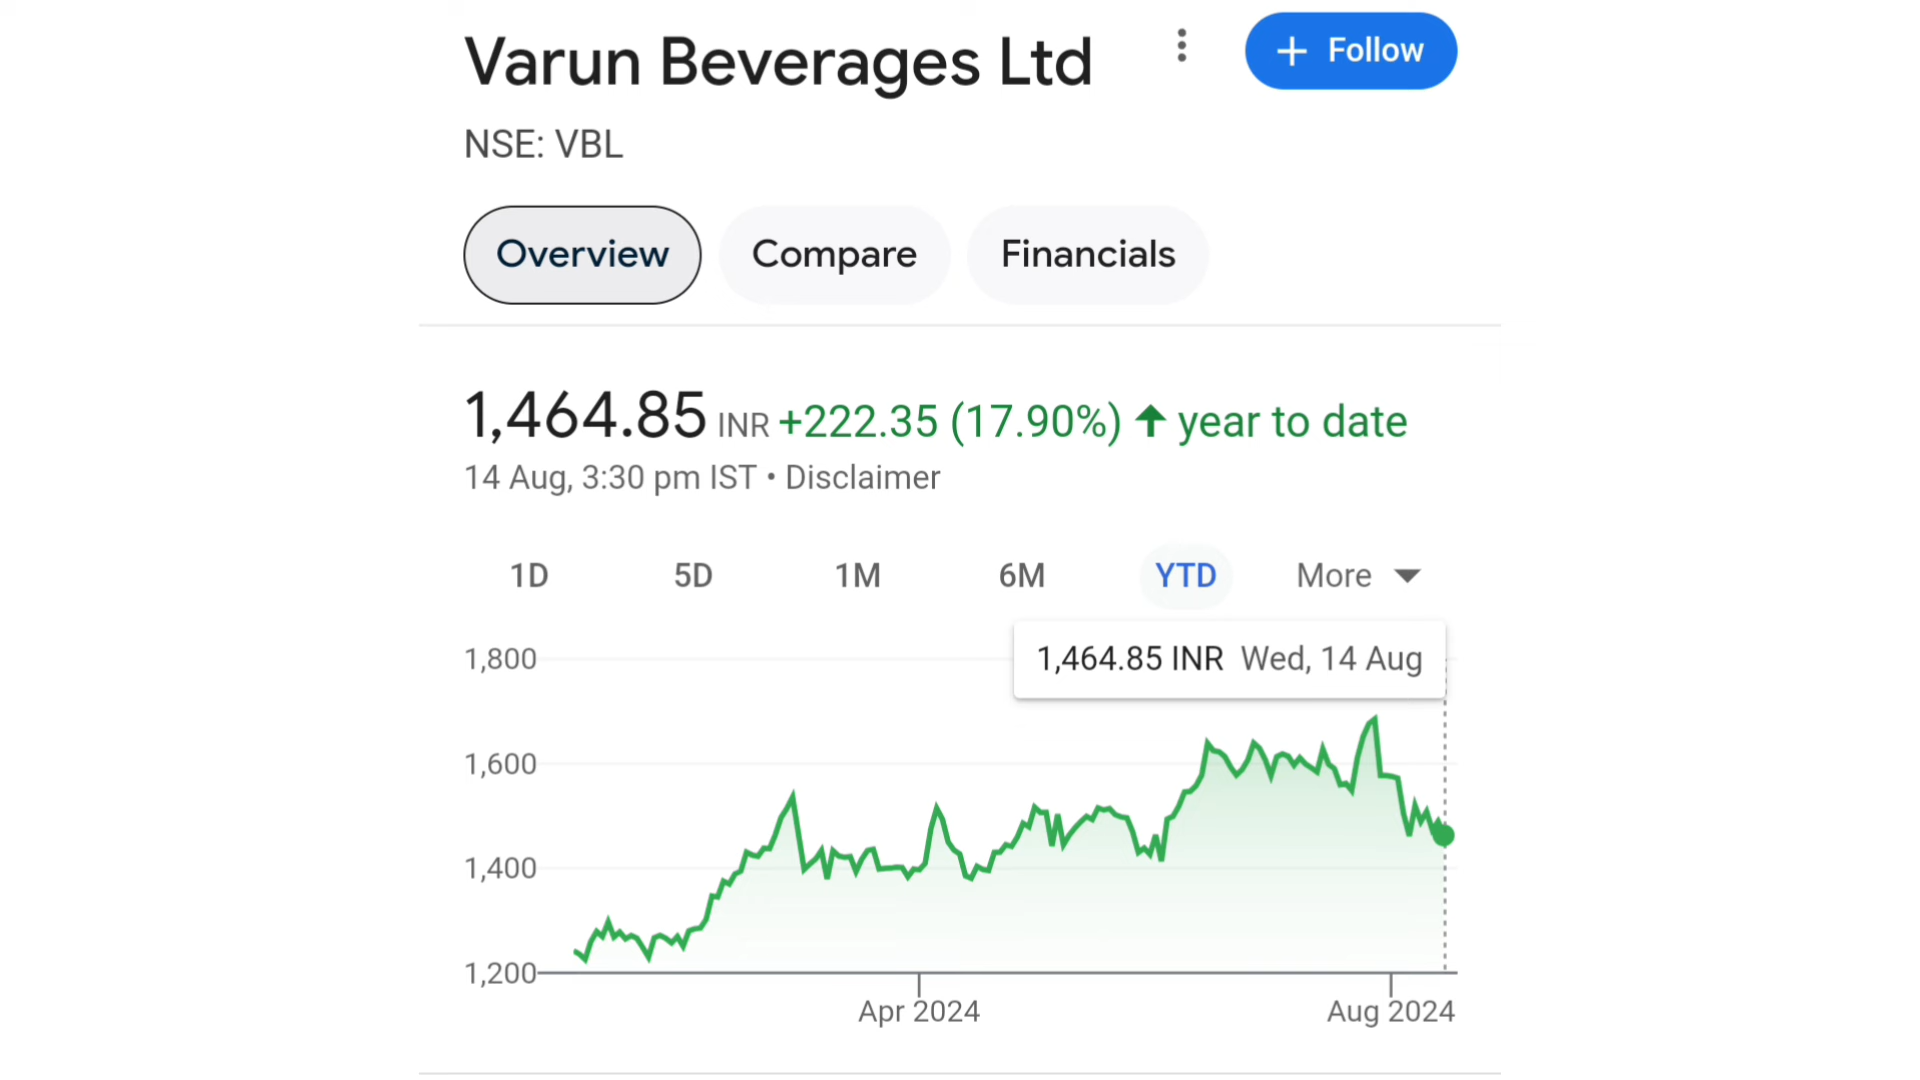 Varun Beverages Ltd
+ Follow
NSE: VBL
Overview Compare Financials
1,464.85 INR +222.35 (17.90%) ↑ year to date
14 Aug, 3:30 pm IST • Disclaimer
1D 5D 1M 6M YTD More
1,464.85 INR Wed, 14 Aug
1,800
1,600
1,400
1,200
Apr 2024 Aug 2024